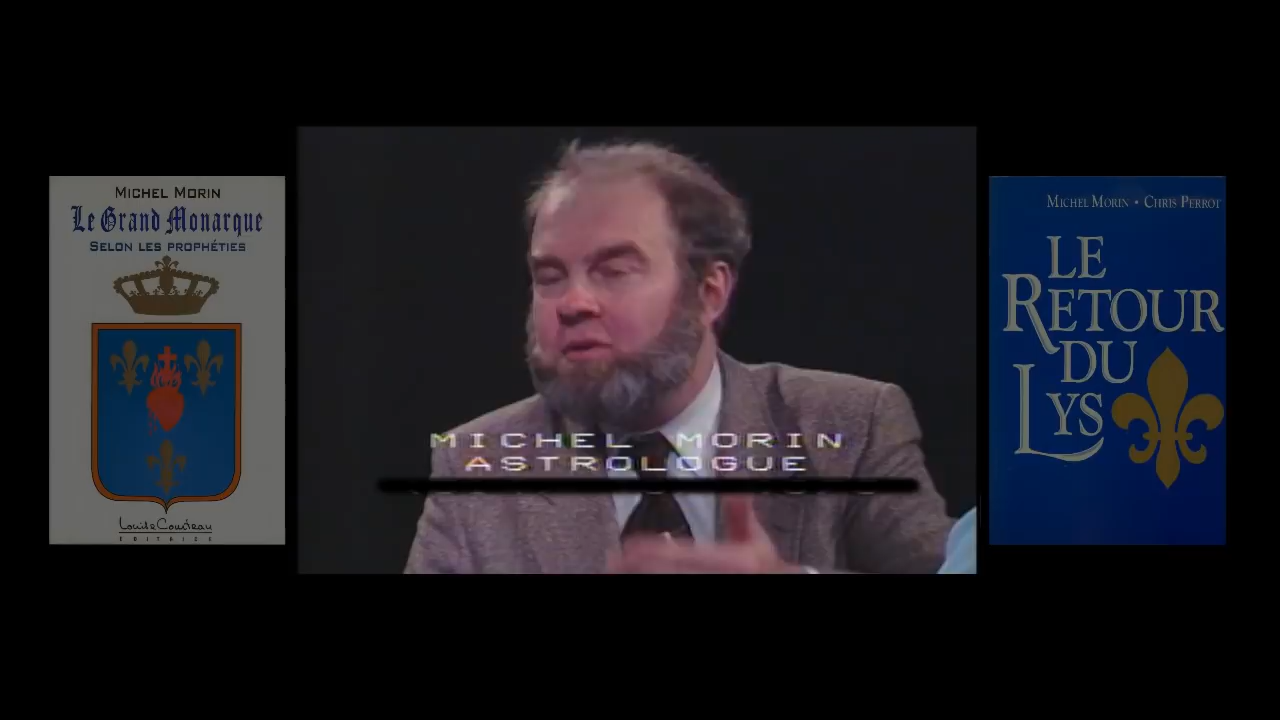 MICHEL MORIN
Le Grand Monarque
SELON LES PROPHÉTIES
Louise Courteau
EDITRICE
MICHEL MORIN
ASTROLOGUE
MICHEL MORIN • CHRIS PERROT
LE
RETOUR
DU
LYS